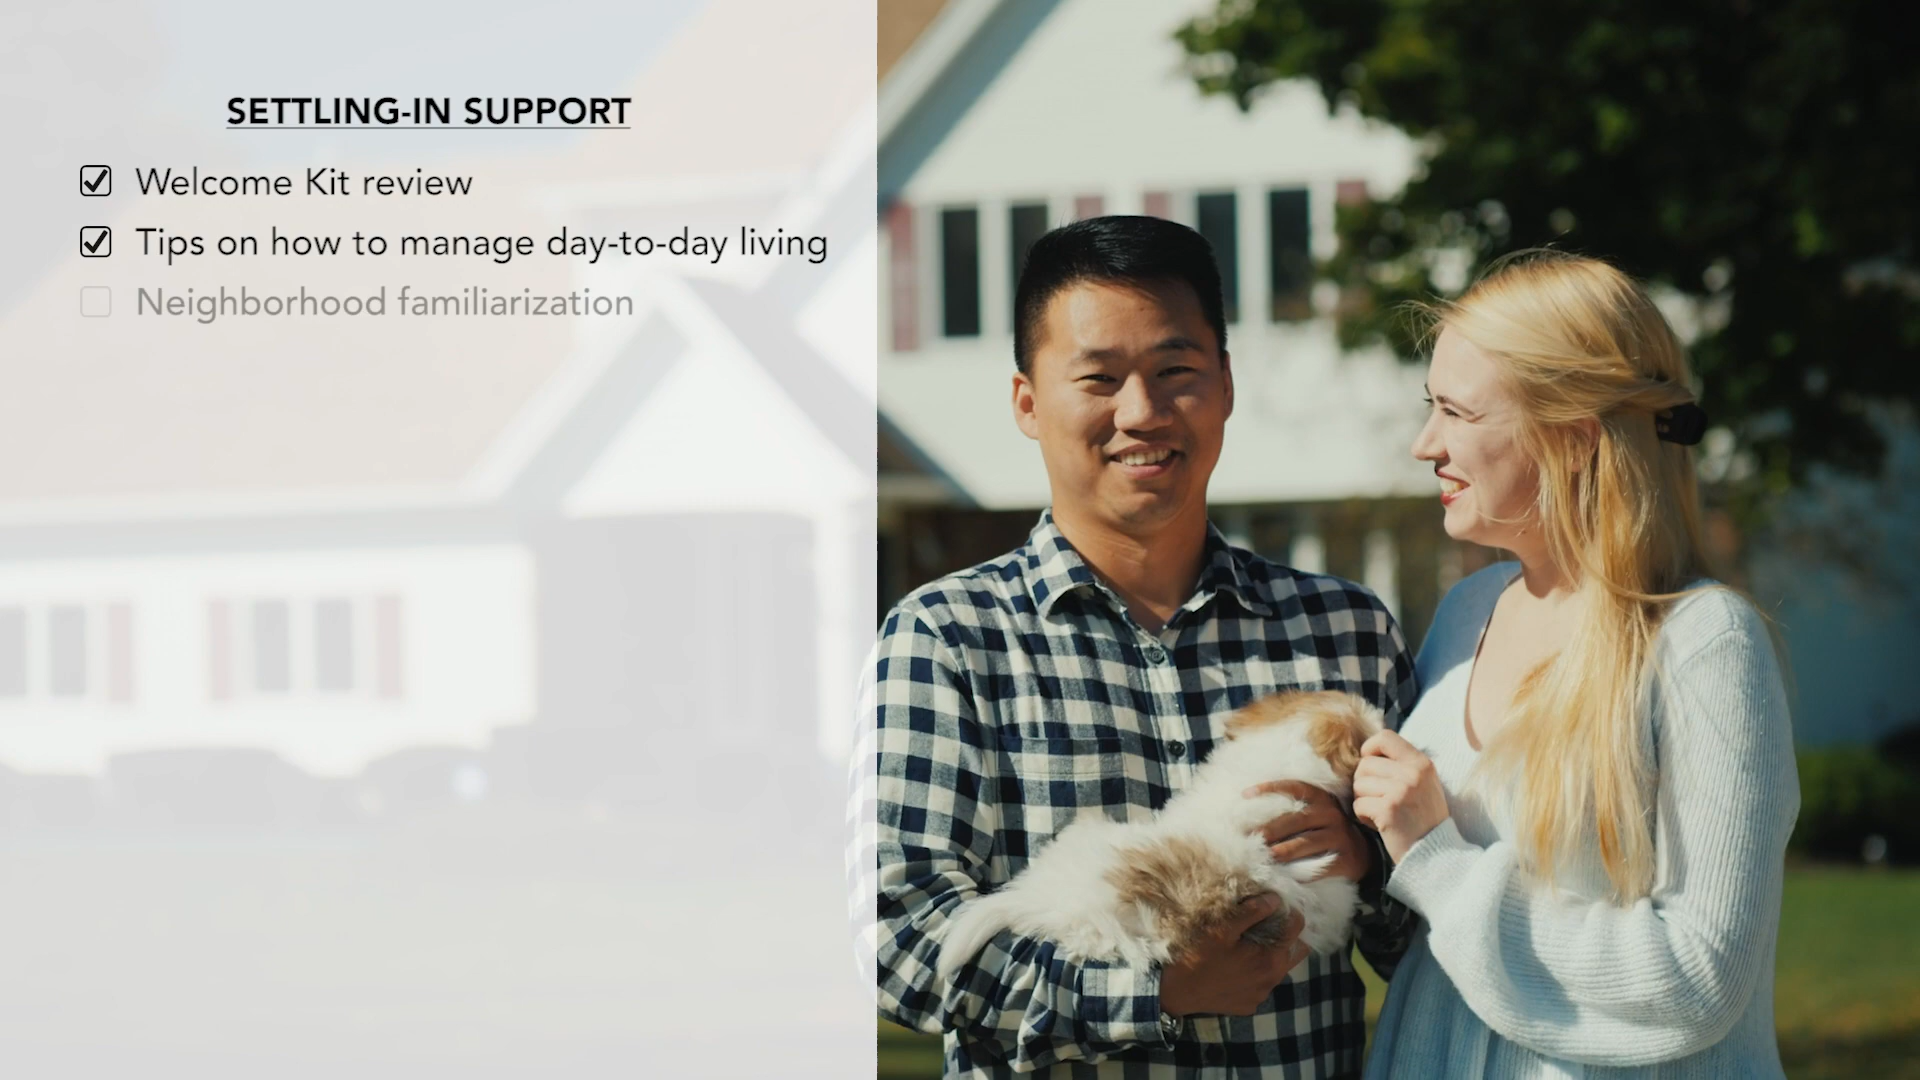 SETTLING-IN SUPPORT
Welcome Kit review
Tips on how to manage day-to-day living
Neighborhood familiarization